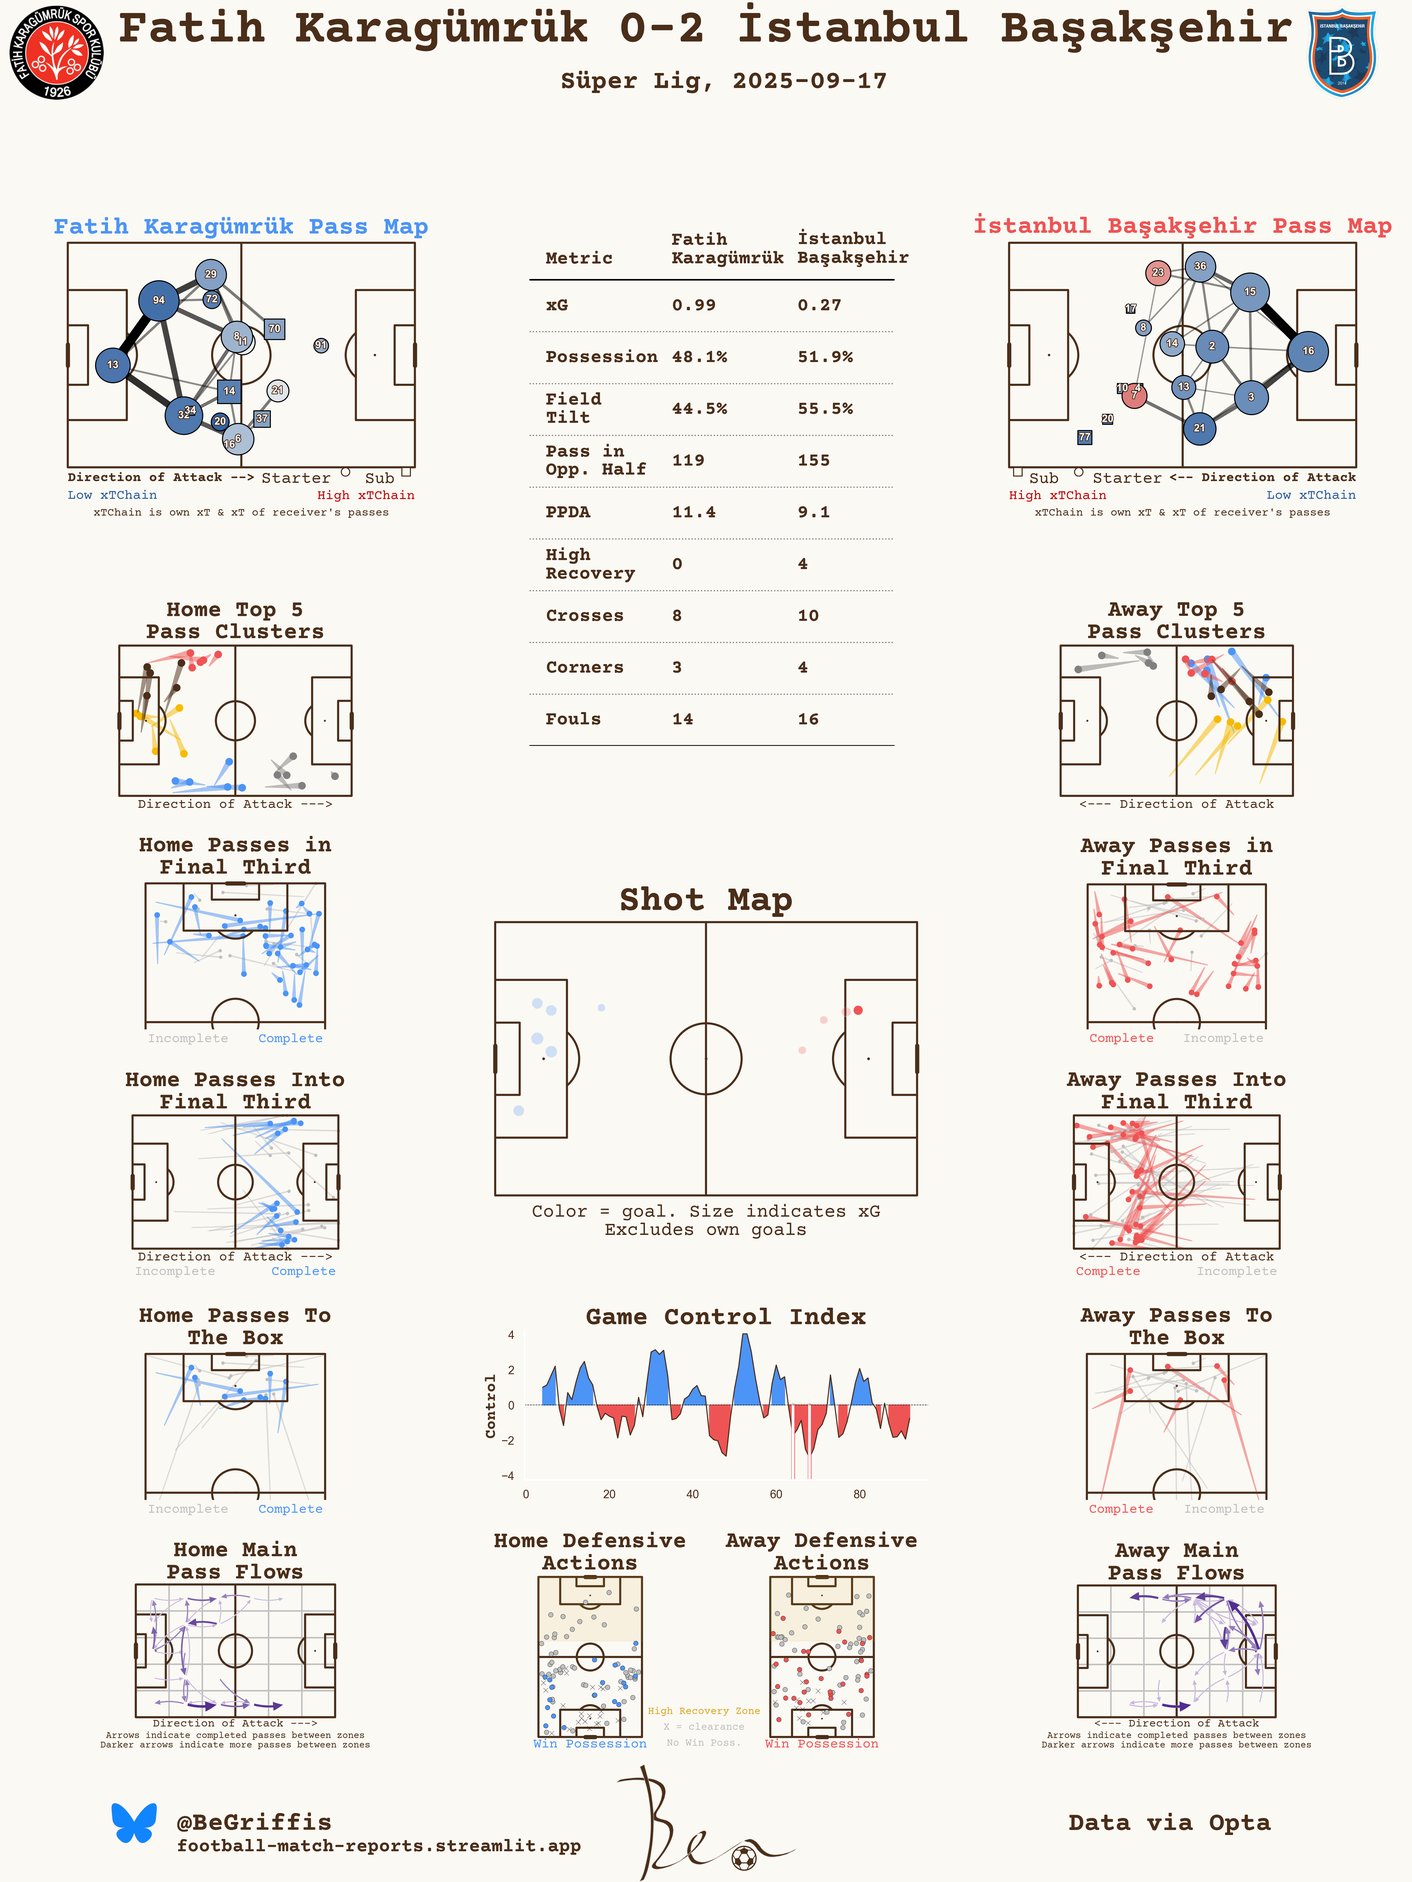 Fatih Karagümrük 0-2 İstanbul Başakşehir
Süper Lig, 2025-09-17
FATİH KARAGÜMRÜK SPOR KULÜBÜ
1926
İSTANBUL BAŞAKŞEHİR
2014
Fatih Karagümrük Pass Map
29
94
72
8
11
70
91
13
14
21
32
34
20
37
16
6
Direction of Attack --> Starter Sub
Low xTChain High xTChain
xTChain is own xT & xT of receiver's passes
Metric Fatih Karagümrük İstanbul Başakşehir
xG 0.99 0.27
Possession 48.1% 51.9%
Field Tilt 44.5% 55.5%
Pass in Opp. Half 119 155
PPDA 11.4 9.1
High Recovery 0 4
Crosses 8 10
Corners 3 4
Fouls 14 16
İstanbul Başakşehir Pass Map
23
36
15
17
8
14
2
16
10
4
7
13
3
20
21
77
Sub Starter <-- Direction of Attack
High xTChain Low xTChain
xTChain is own xT & xT of receiver's passes
Home Top 5
Pass Clusters
Direction of Attack --->
Away Top 5
Pass Clusters
<--- Direction of Attack
Home Passes in
Final Third
Incomplete Complete
Away Passes in
Final Third
Complete Incomplete
Shot Map
Color = goal. Size indicates xG
Excludes own goals
Home Passes Into
Final Third
Direction of Attack --->
Incomplete Complete
Away Passes Into
Final Third
<--- Direction of Attack
Complete Incomplete
Home Passes To
The Box
Incomplete Complete
Game Control Index
Control
4
2
0
−2
−4
0 20 40 60 80
Away Passes To
The Box
Complete Incomplete
Home Main
Pass Flows
Direction of Attack --->
Arrows indicate completed passes between zones
Darker arrows indicate more passes between zones
Home Defensive
Actions
Win Possession
Away Defensive
Actions
Win Possession
High Recovery Zone
X = clearance
No Win Poss.
Away Main
Pass Flows
<--- Direction of Attack
Arrows indicate completed passes between zones
Darker arrows indicate more passes between zones
@BeGriffis
football-match-reports.streamlit.app
Ben
Data via Opta